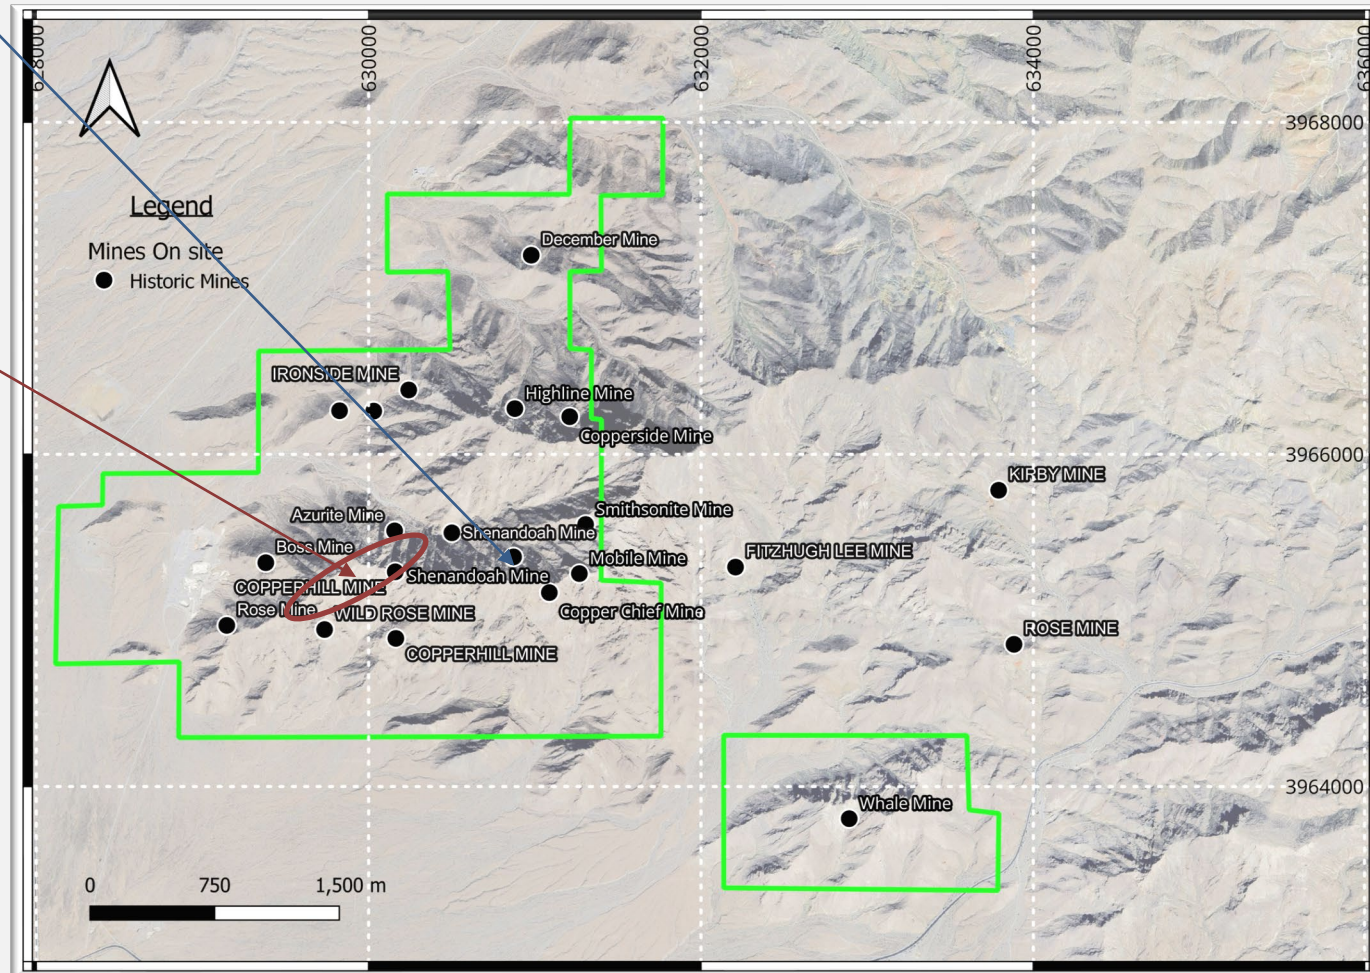 628000
630000
632000
634000
636000
3968000
Legend
Mines On site
Historic Mines
December Mine
IRONSIDE MINE
Highline Mine
Copperside Mine
3966000
KIRBY MINE
Smithsonite Mine
Azurite Mine
Shenandoah Mine
Boss Mine
FITZHUGH LEE MINE
Mobile Mine
Shenandoah Mine
COPPERHILL MINE
Rose Mine
WILD ROSE MINE
Copper Chief Mine
ROSE MINE
COPPERHILL MINE
3964000
Whale Mine
0 750 1,500 m